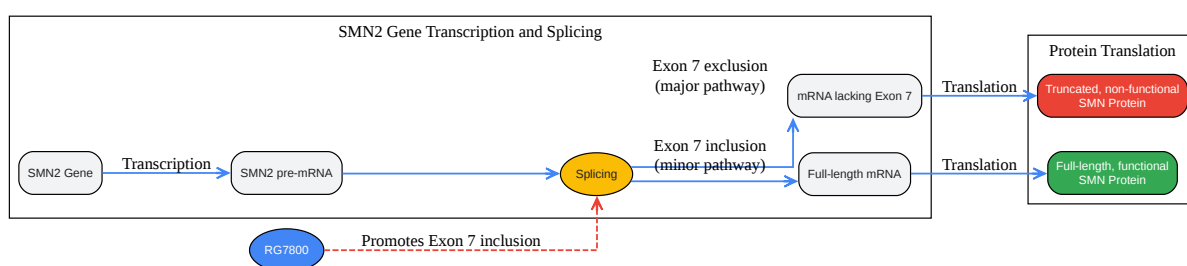 SMN2 Gene Transcription and Splicing
Protein Translation
Exon 7 exclusion
(major pathway)
mRNA lacking Exon 7
Translation
Truncated, non-functional
SMN Protein
Exon 7 inclusion
(minor pathway)
SMN2 Gene
Transcription
SMN2 pre-mRNA
Splicing
Full-length mRNA
Translation
Full-length, functional
SMN Protein
RG7800
Promotes Exon 7 inclusion